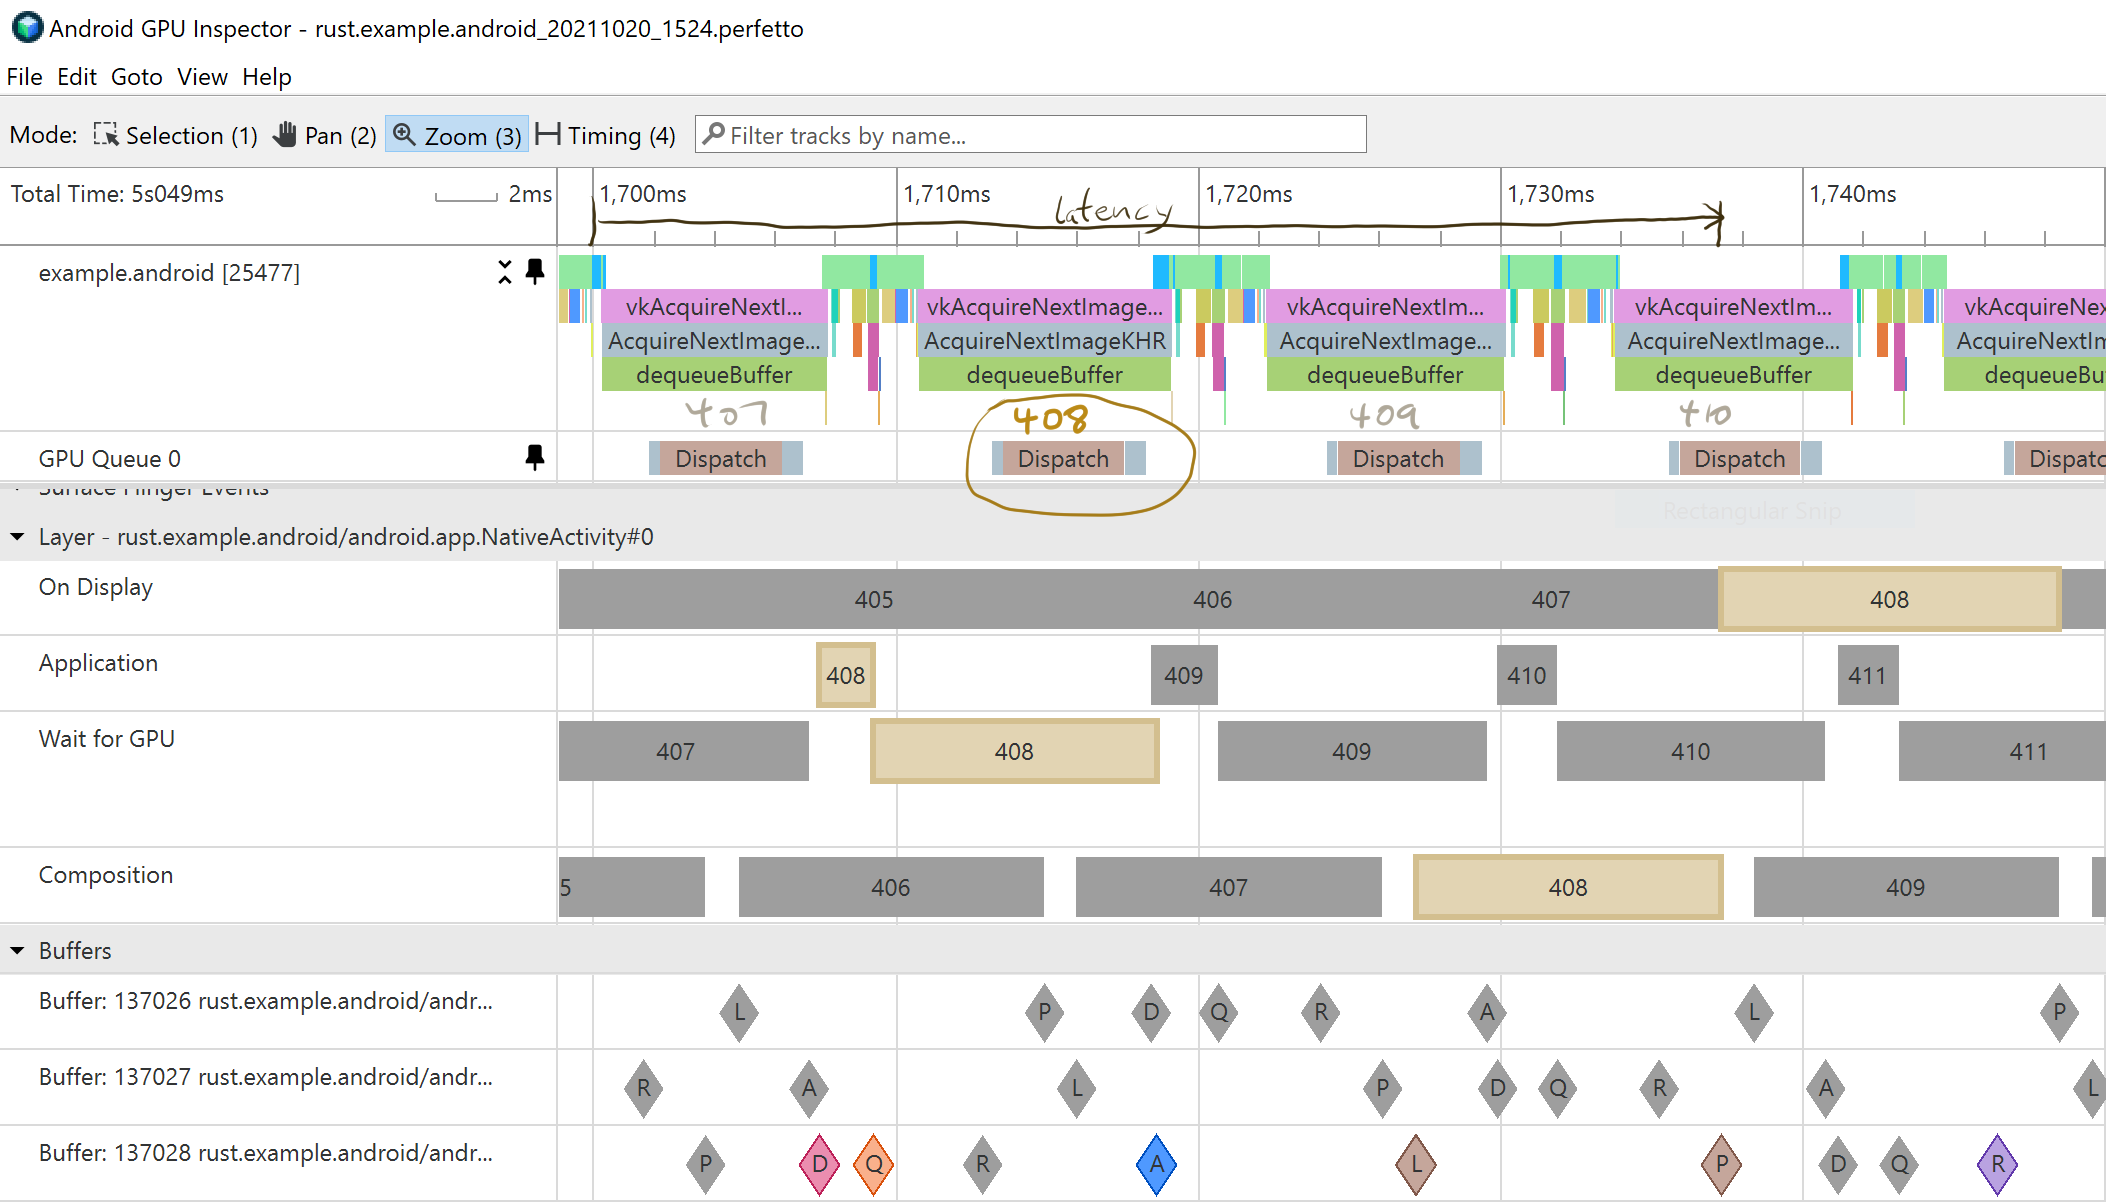 Android GPU Inspector - rust.example.android_20211020_1524.perfetto
File Edit Goto View Help
Mode: Selection (1) Pan (2) Zoom (3) Timing (4) Filter tracks by name...
Total Time: 5s049ms 2ms 1,700ms 1,710ms 1,720ms 1,730ms 1,740ms
latency
example.android [25477]
vkAcquireNextI... vkAcquireNextImage... vkAcquireNextIm... vkAcquireNextIm... vkAcquireNex
AcquireNextImage... AcquireNextImageKHR AcquireNextImage... AcquireNextImage... AcquireNextIm
dequeueBuffer dequeueBuffer dequeueBuffer dequeueBuffer dequeueBu
407 408 409 410
GPU Queue 0 Dispatch Dispatch Dispatch Dispatch Dispatc
Surface Flinger Events
Rectangular Snip
Layer - rust.example.android/android.app.NativeActivity#0
On Display 405 406 407 408
Application 408 409 410 411
Wait for GPU 407 408 409 410 411
Composition 5 406 407 408 409
Buffers
Buffer: 137026 rust.example.android/andr... L P D Q R A L P
Buffer: 137027 rust.example.android/andr... R A L P D Q R A L
Buffer: 137028 rust.example.android/andr... P D Q R A L P D Q R